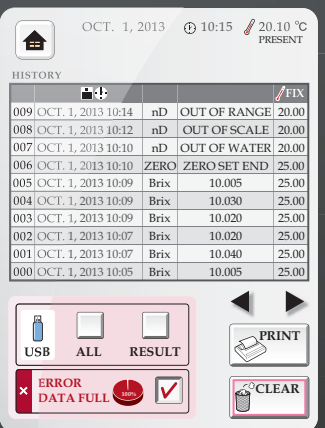 OCT. 1, 2013 10:15 20.10 °C
PRESENT
HISTORY
FIX
009 OCT. 1, 2013 10:14 nD OUT OF RANGE 20.00
008 OCT. 1, 2013 10:12 nD OUT OF SCALE 20.00
007 OCT. 1, 2013 10:10 nD OUT OF WATER 20.00
006 OCT. 1, 2013 10:10 ZERO ZERO SET END 25.00
005 OCT. 1, 2013 10:09 Brix 10.005 25.00
004 OCT. 1, 2013 10:09 Brix 10.030 25.00
003 OCT. 1, 2013 10:09 Brix 10.020 25.00
002 OCT. 1, 2013 10:07 Brix 10.020 25.00
001 OCT. 1, 2013 10:07 Brix 10.040 25.00
000 OCT. 1, 2013 10:05 Brix 10.005 25.00
USB ALL RESULT
PRINT
ERROR
DATA FULL 100%
CLEAR